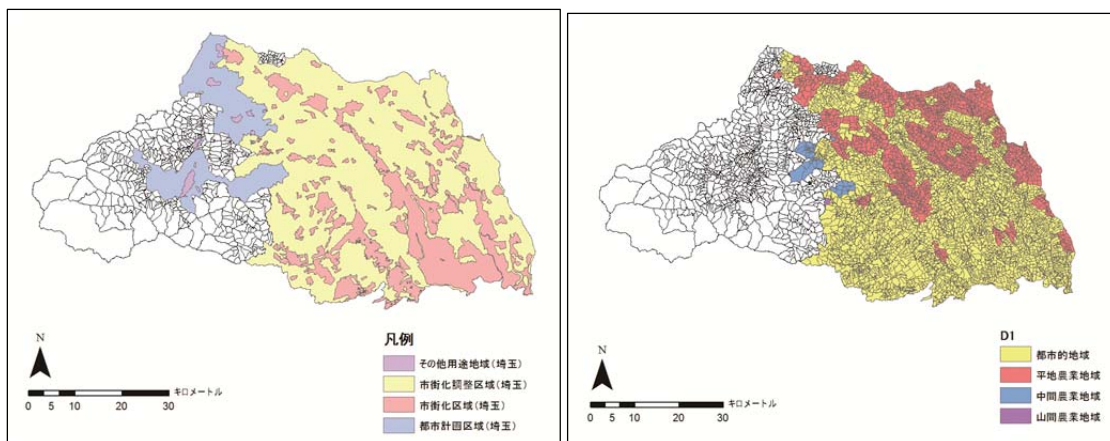 凡例
その他用途地域(埼玉)
市街化調整区域(埼玉)
市街化区域(埼玉)
都市計画区域(埼玉)
N
キロメートル
0 5 10 20 30
D1
都市的地域
平地農業地域
中間農業地域
山間農業地域
N
キロメートル
0 5 10 20 30